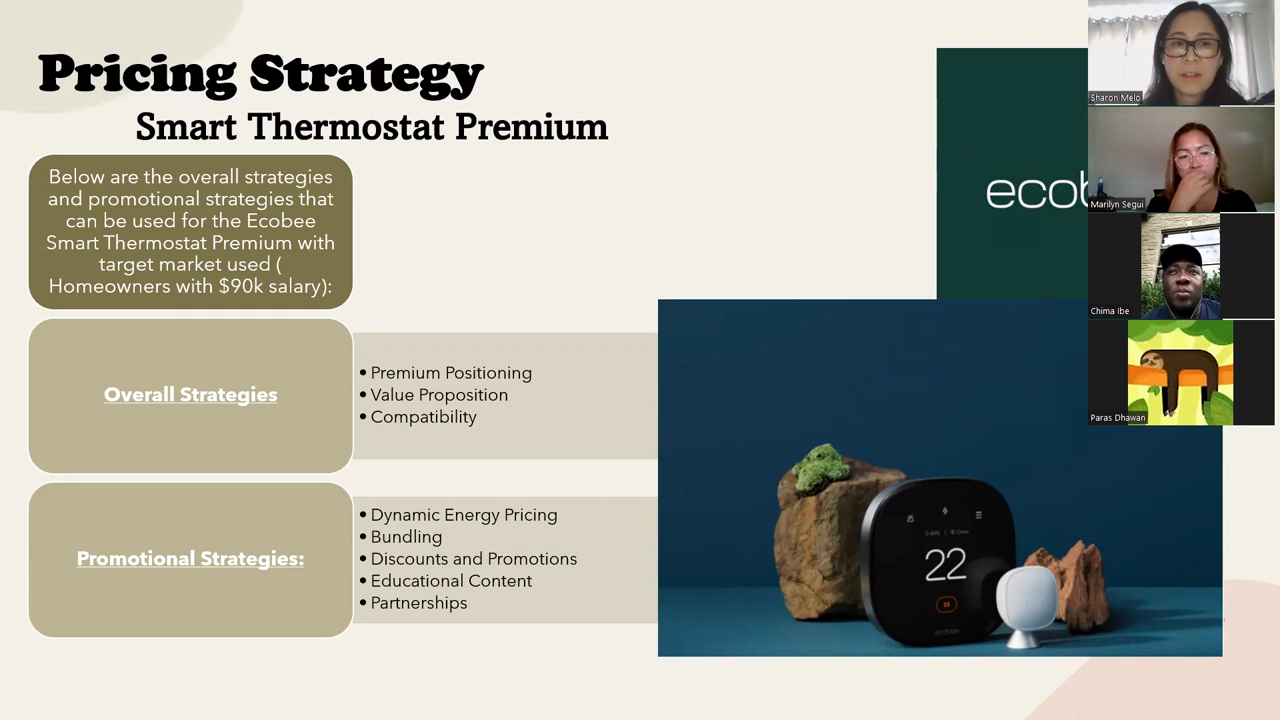 Pricing Strategy
Smart Thermostat Premium
Below are the overall strategies
and promotional strategies that
can be used for the Ecobee
Smart Thermostat Premium with
target market used (
Homeowners with $90k salary):
Overall Strategies
• Premium Positioning
• Value Proposition
• Compatibility
Promotional Strategies:
• Dynamic Energy Pricing
• Bundling
• Discounts and Promotions
• Educational Content
• Partnerships
22
ecobee
Sharon Melo
Marilyn Segui
Chima Ibe
Paras Dhawan